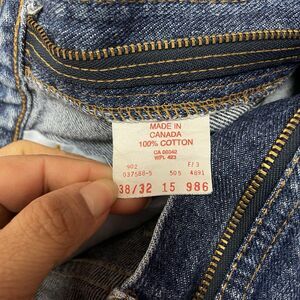 MADE IN
CANADA
100% COTTON
CA 00042
WPL 423
902 F/3
037588-5 505 4891
38/32 15 986